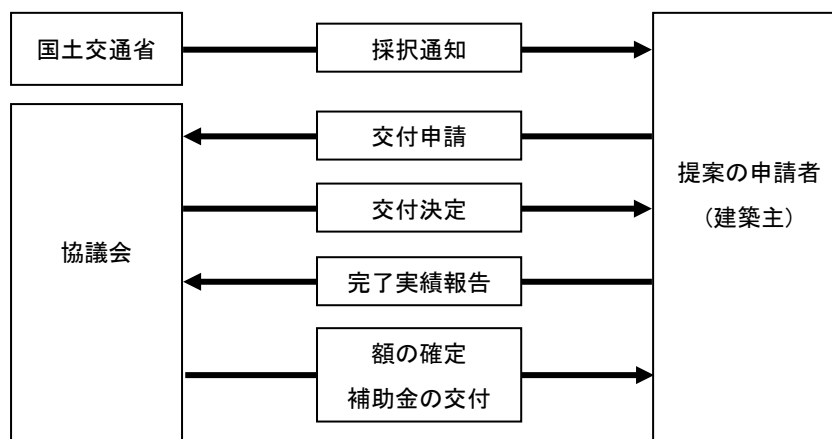 国土交通省
採択通知
交付申請
提案の申請者
(建築主)
交付決定
協議会
完了実績報告
額の確定
補助金の交付